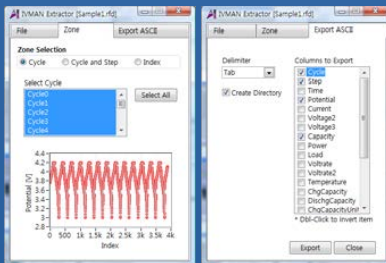 IVMAN Extractor [Sample1.rfd]
File
Zone
Export ASCII
Zone Selection
Cycle
Cycle and Step
Index
Select Cycle
Cycle0
Cycle1
Cycle2
Cycle3
Cycle4
Select All
4.4
4.2
4
3.8
3.6
3.4
3.2
3
2.8
Potential [V]
0 500 1k 1.5k 2k 2.5k 3k 3.5k 4k
Index
IVMAN Extractor [Sample1.rfd]
File
Zone
Export ASCII
Delimiter
Tab
Create Directory
Columns to Export
Cycle
Step
Time
Potential
Current
Voltage2
Voltage3
Capacity
Power
Load
Voltrate
Voltrate2
Temperature
ChgCapacity
DischgCapacity
ChgCapacityUnit
* Dbl-Click to invert item
Export
Close